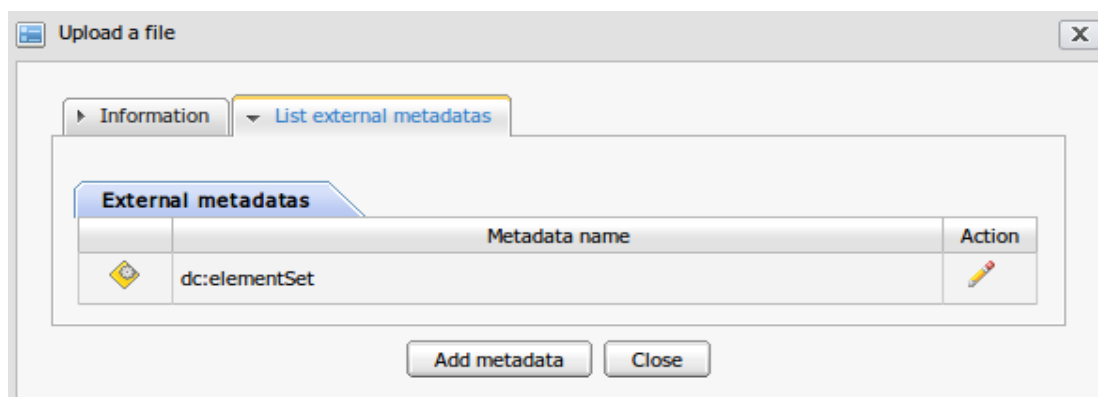 Upload a file
X
Information
List external metadatas
External metadatas
Metadata name Action
dc:elementSet
Add metadata Close